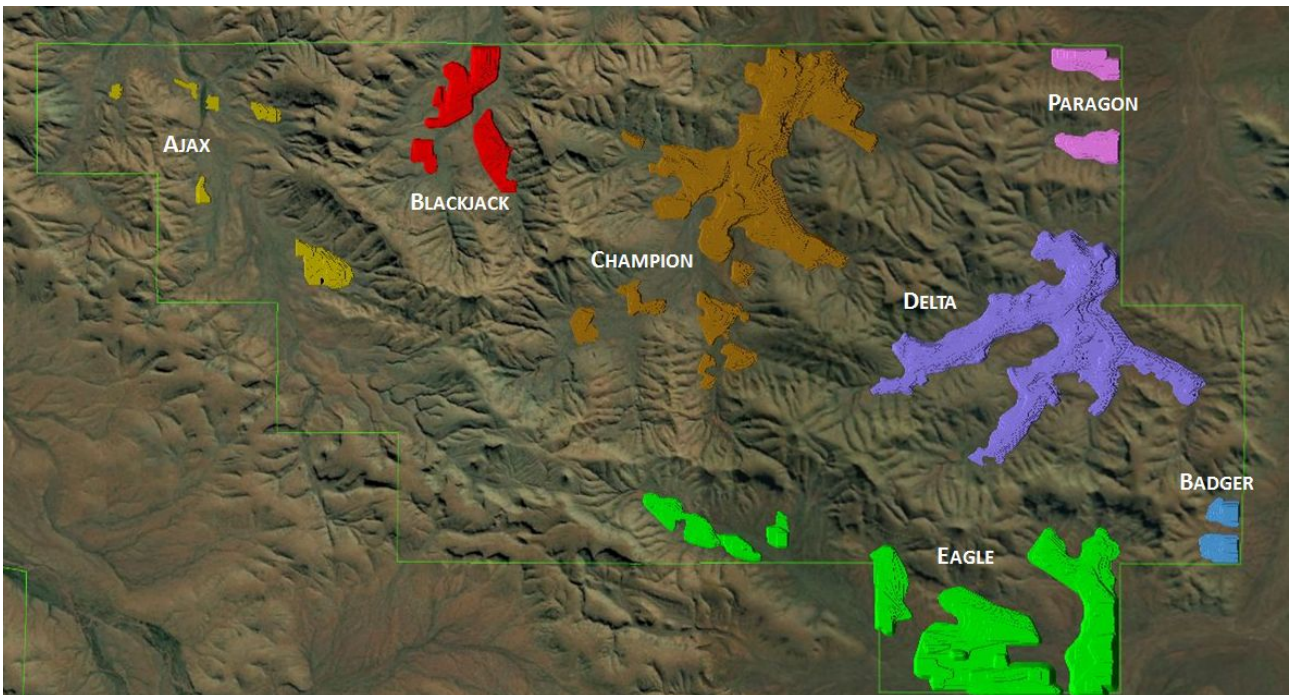 PARAGON
AJAX
BLACKJACK
CHAMPION
DELTA
BADGER
EAGLE